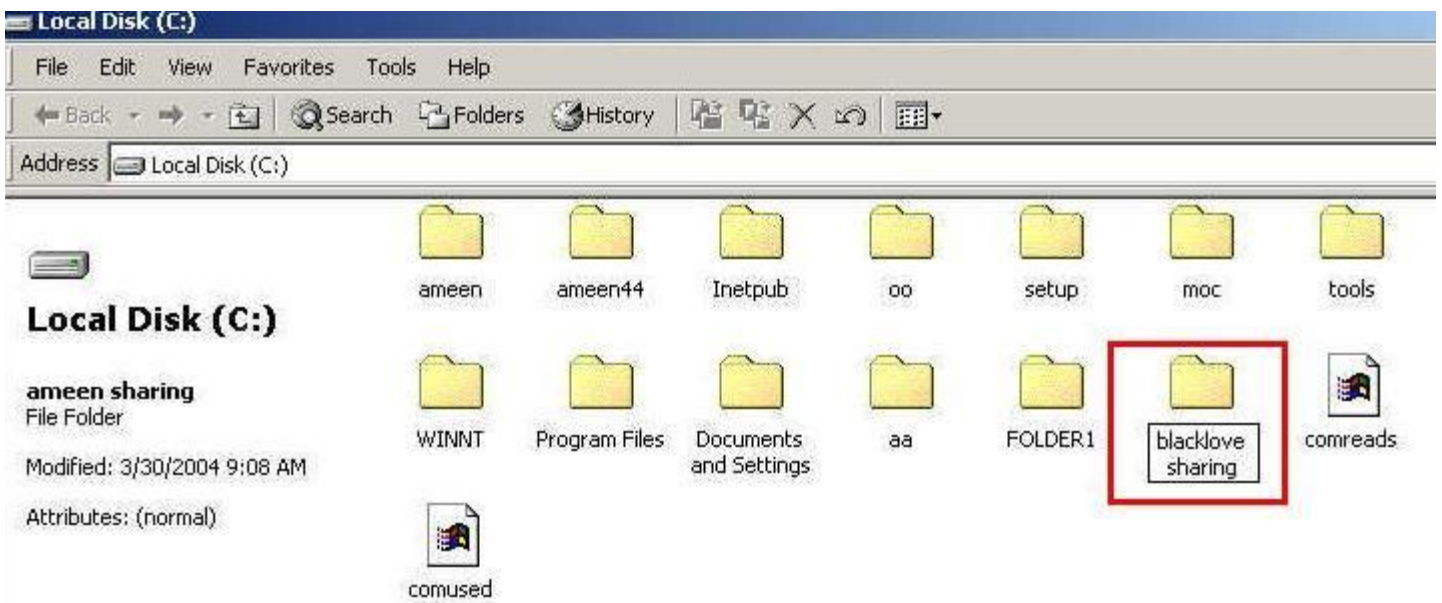 Local Disk (C:)
File Edit View Favorites Tools Help
Back Search Folders History
Address Local Disk (C:)
Local Disk (C:)
ameen sharing
File Folder
Modified: 3/30/2004 9:08 AM
Attributes: (normal)
ameen ameen44 Inetpub oo setup moc tools
WINNT Program Files Documents and Settings aa FOLDER1 blacklove sharing comreads
comused